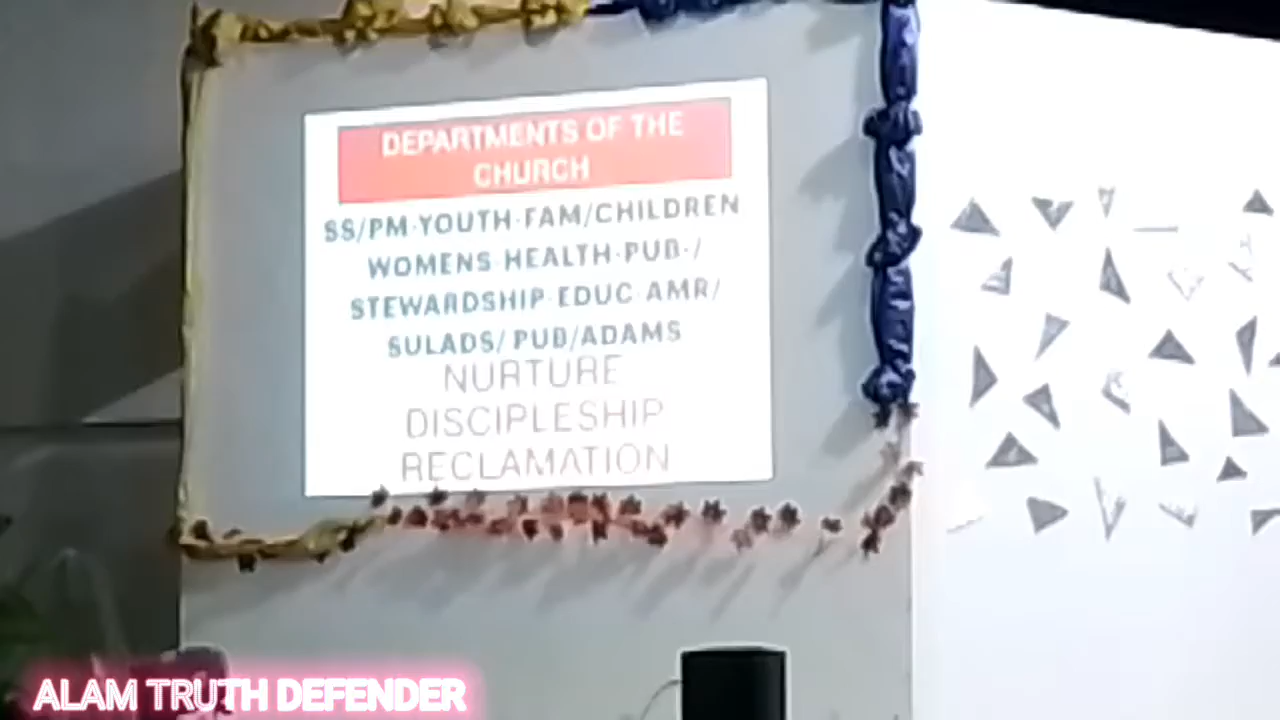 DEPARTMENTS OF THE
CHURCH
SS/PM·YOUTH·FAM/CHILDREN
WOMENS·HEALTH·PUB·/
STEWARDSHIP·EDUC·AMR/
SULADS/ PUB/ADAMS
NURTURE
DISCIPLESHIP
RECLAMATION
ALAM TRUTH DEFENDER